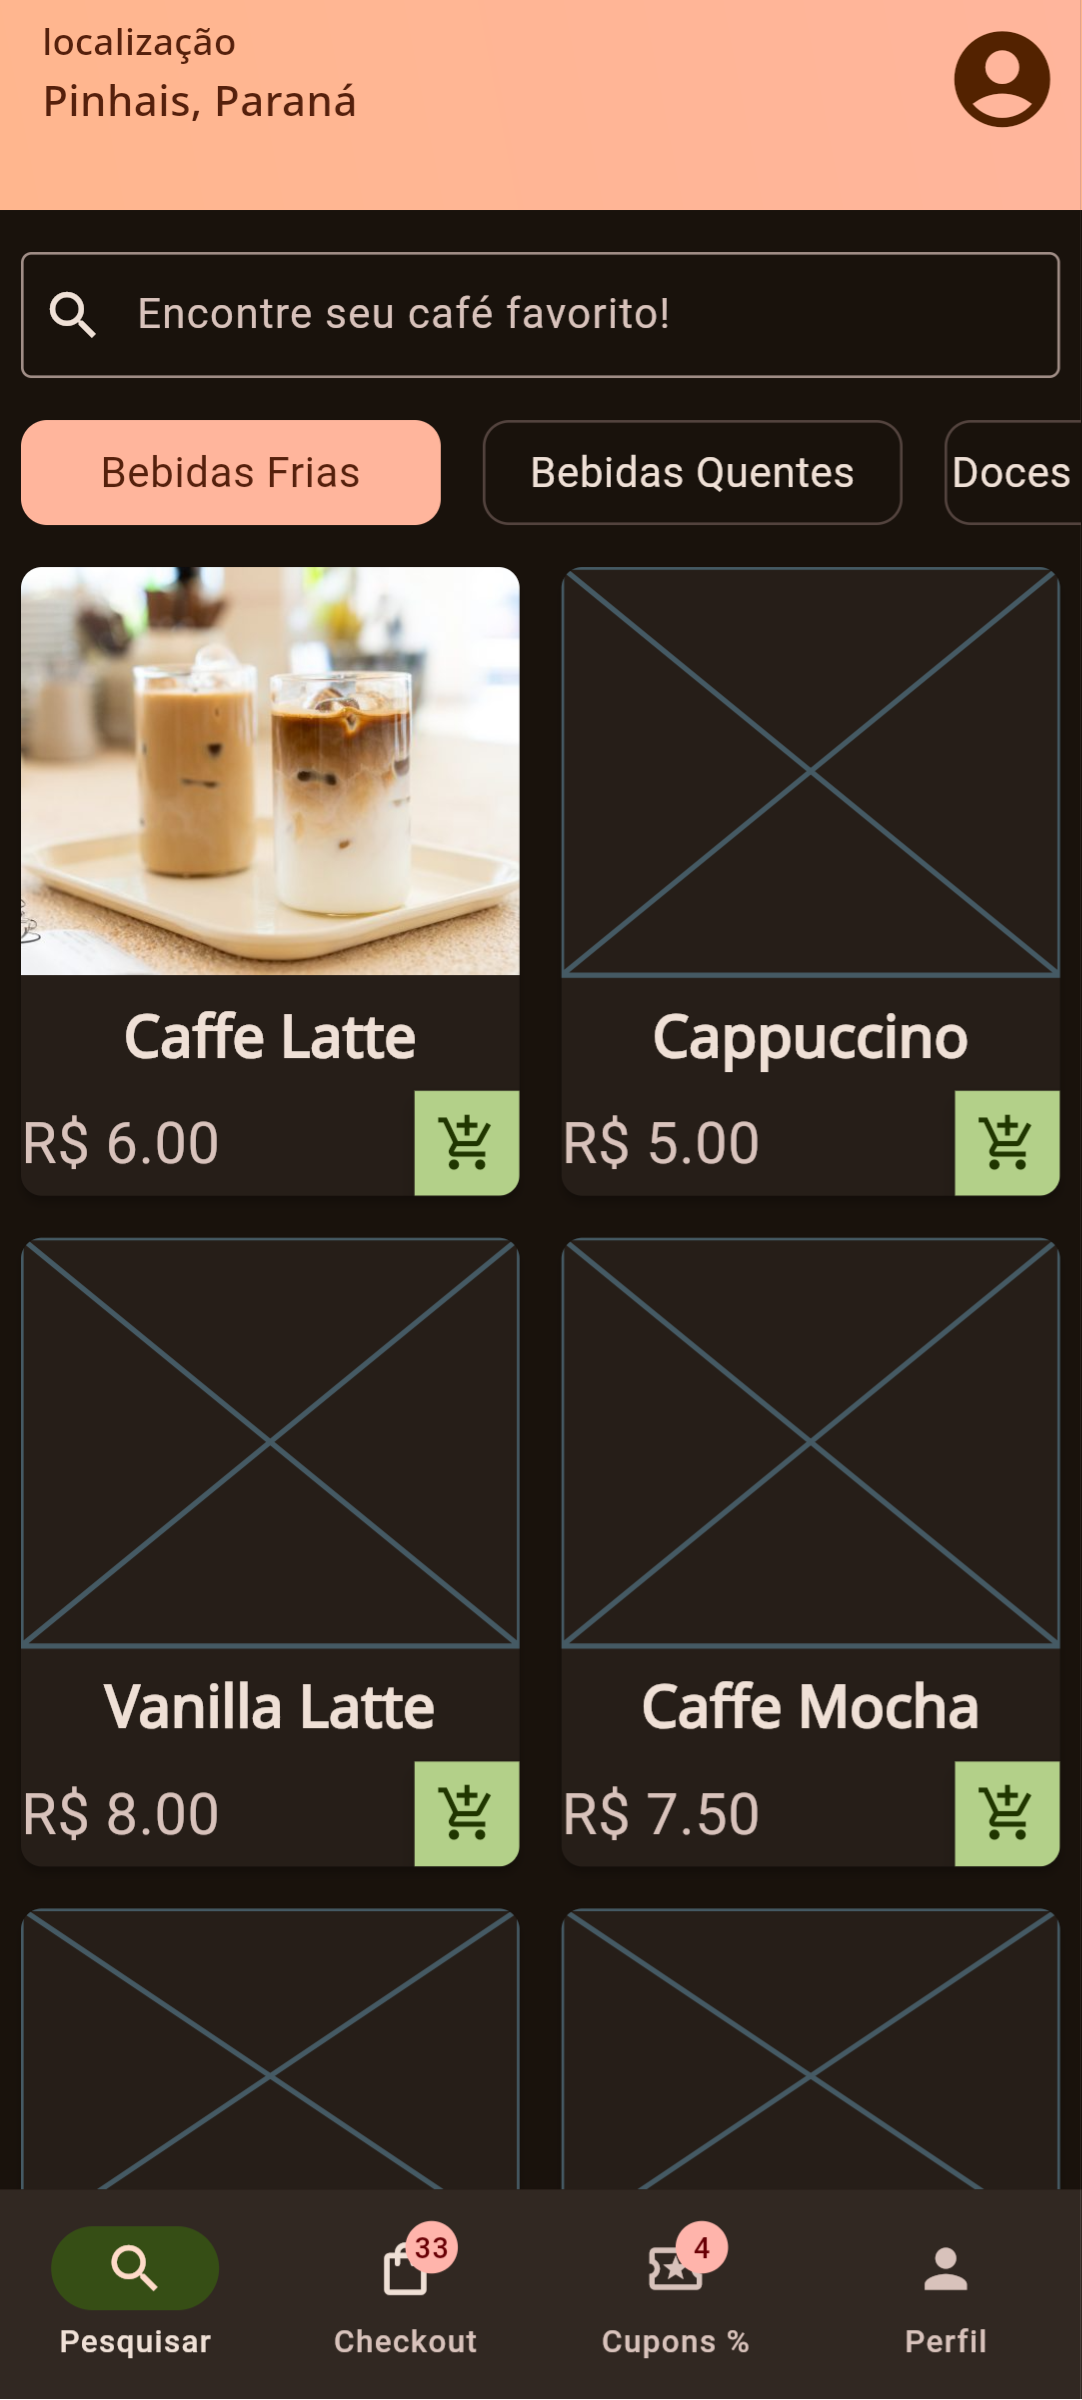 localização
Pinhais, Paraná
Encontre seu café favorito!
Bebidas Frias
Bebidas Quentes
Doces
Caffe Latte
Cappuccino
R$ 6.00
R$ 5.00
Vanilla Latte
Caffe Mocha
R$ 8.00
R$ 7.50
33
4
Pesquisar
Checkout
Cupons %
Perfil